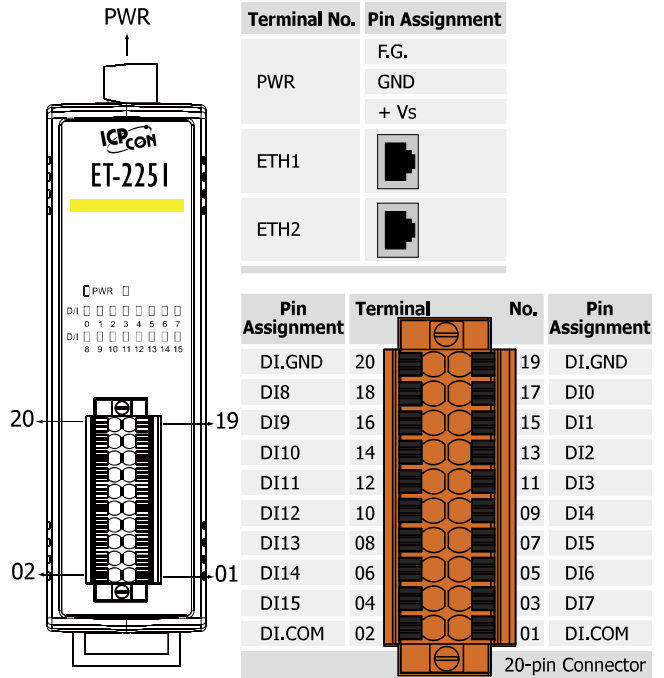 PWR
ICP CON
ET-2251
PWR
D/I
0 1 2 3 4 5 6 7
D/I
8 9 10 11 12 13 14 15
20 19
02 01
Terminal No. Pin Assignment
PWR
F.G.
GND
+ Vs
ETH1
ETH2
Pin Assignment Terminal No. Pin Assignment
DI.GND 20 19 DI.GND
DI8 18 17 DI0
DI9 16 15 DI1
DI10 14 13 DI2
DI11 12 11 DI3
DI12 10 09 DI4
DI13 08 07 DI5
DI14 06 05 DI6
DI15 04 03 DI7
DI.COM 02 01 DI.COM
20-pin Connector